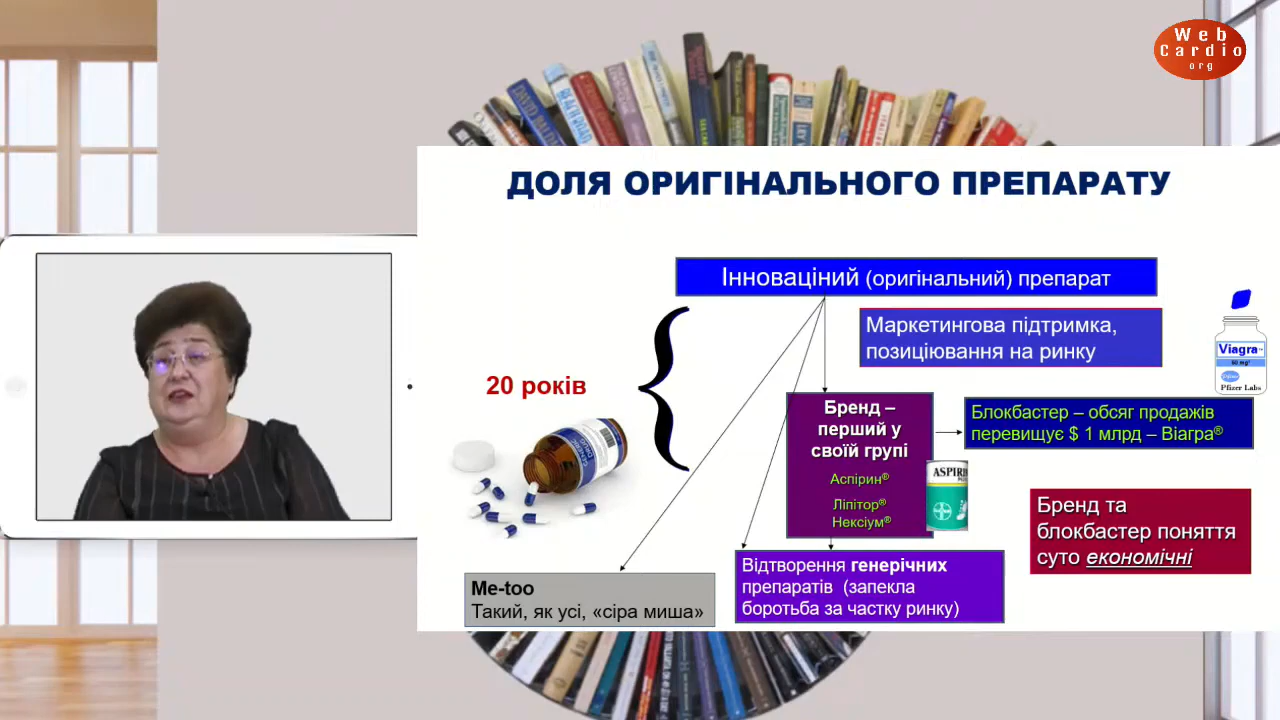 Web
Cardio
org
ДОЛЯ ОРИГІНАЛЬНОГО ПРЕПАРАТУ
Інноваціний (оригінальний) препарат
Маркетингова підтримка,
позиціювання на ринку
Viagra
Pfizer Labs
20 років
Бренд –
перший у
своїй групі
Аспірин®
Ліпітор®
Нексіум®
Блокбастер – обсяг продажів
перевищує $ 1 млрд – Віагра®
ASPIRIN
Бренд та
блокбастер поняття
суто економічні
Відтворення генерічних
препаратів (запекла
боротьба за частку ринку)
Me-too
Такий, як усі, «сіра миша»